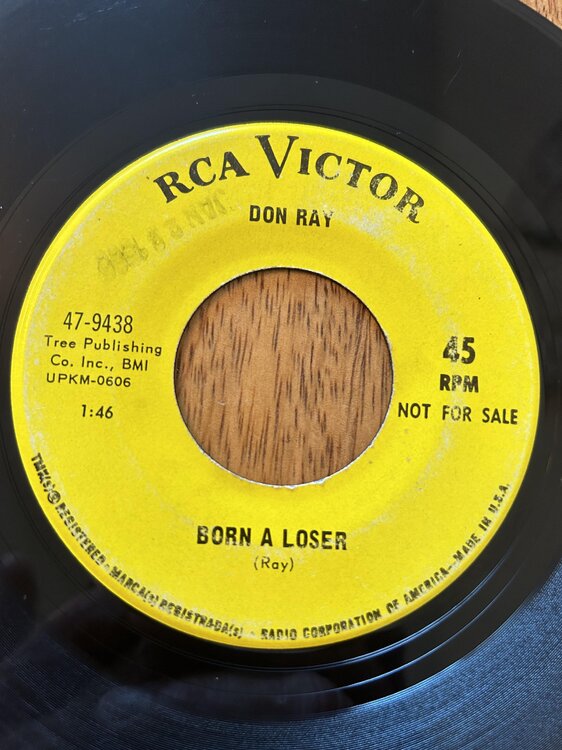 RCA VICTOR
DON RAY
47-9438
Tree Publishing
Co. Inc., BMI
UPKM-0606
1:46
45
RPM
NOT FOR SALE
BORN A LOSER
(Ray)
TMK(s) ® REGISTERED - MARCA(s) REGISTRADA(s) - RADIO CORPORATION OF AMERICA - MADE IN U.S.A.